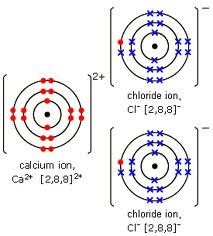 2+
calcium ion,
Ca²⁺ [2,8,8]²⁺
−
chloride ion,
Cl⁻ [2,8,8]⁻
−
chloride ion,
Cl⁻ [2,8,8]⁻